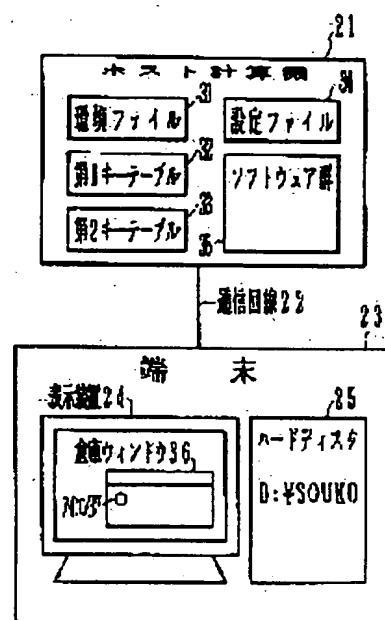 21
ホスト計算機
31
34
環境ファイル
設定ファイル
32
第1キーテーブル
ソフトウェア群
33
第2キーテーブル
35
通信回線22
23
端 末
表示装置24
25
倉庫ウィンドウ36
ハードディスク
D:¥SOUKO